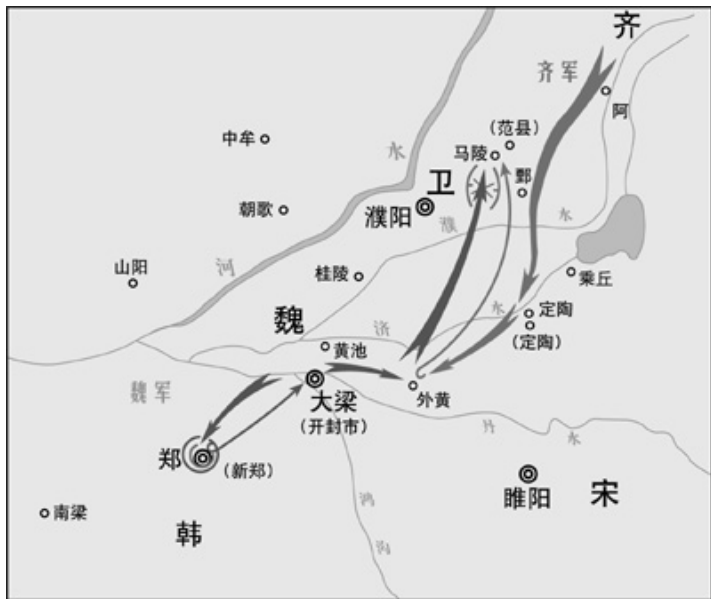 齐
齐军
阿
(范县)
中牟
水
马陵
卫
鄄
朝歌
濮阳
濮
水
河
山阳
桂陵
乘丘
魏
济
水
定陶
(定陶)
黄池
魏军
大梁
外黄
(开封市)
丹
水
郑
(新郑)
睢阳
宋
鸿
沟
南梁
韩